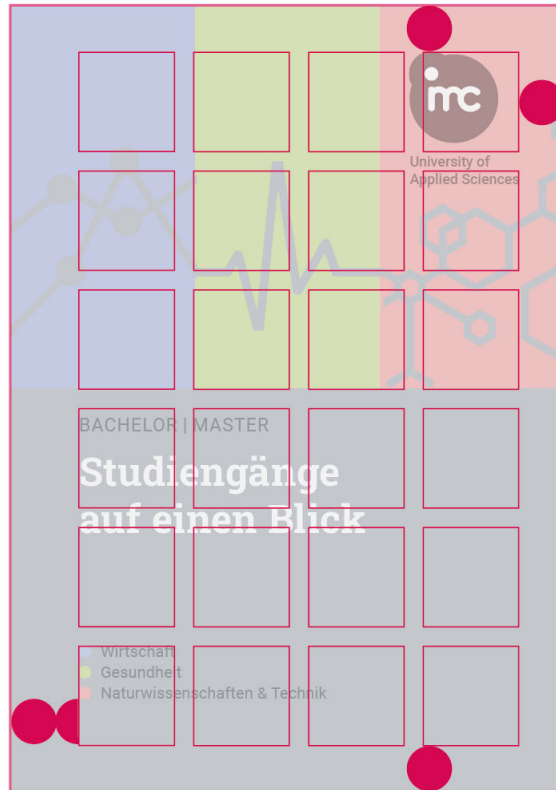 imc
University of
Applied Sciences
BACHELOR | MASTER
Studiengänge
auf einen Blick
Wirtschaft
Gesundheit
Naturwissenschaften & Technik